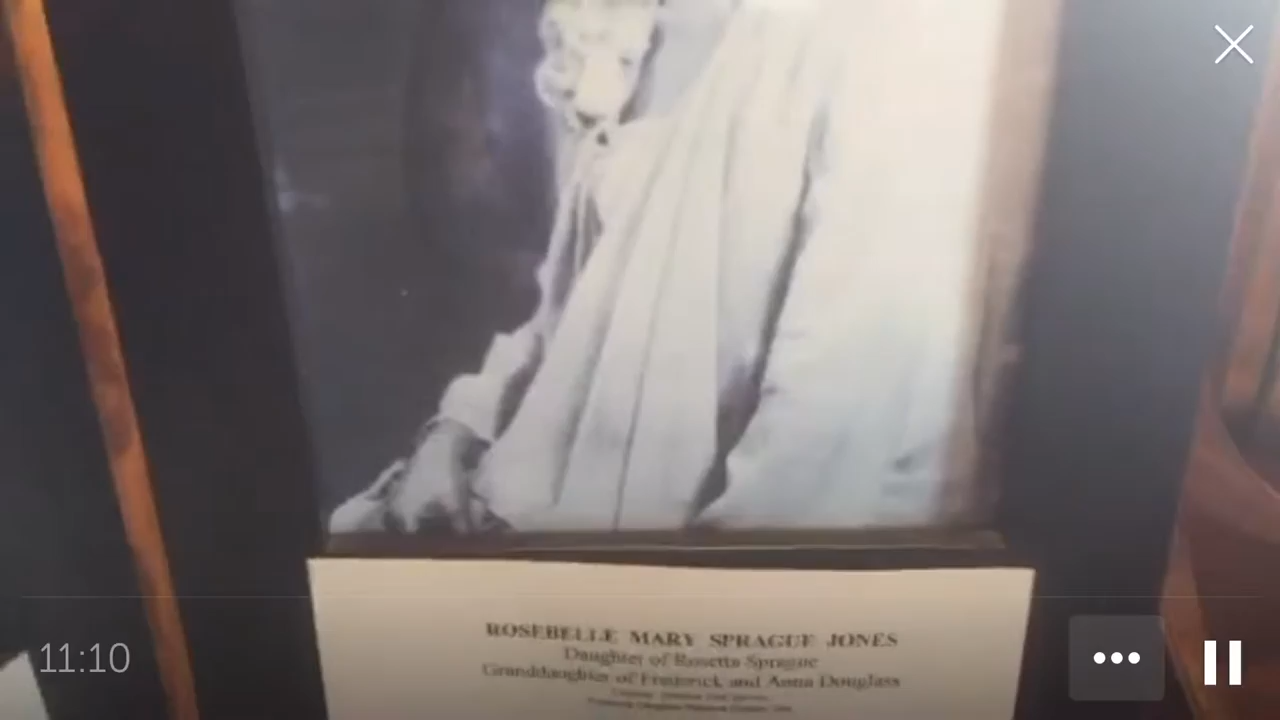 ROSEBELLE MARY SPRAGUE JONES
Daughter of Rosetta Sprague
Granddaughter of Frederick and Anna Douglass
11:10